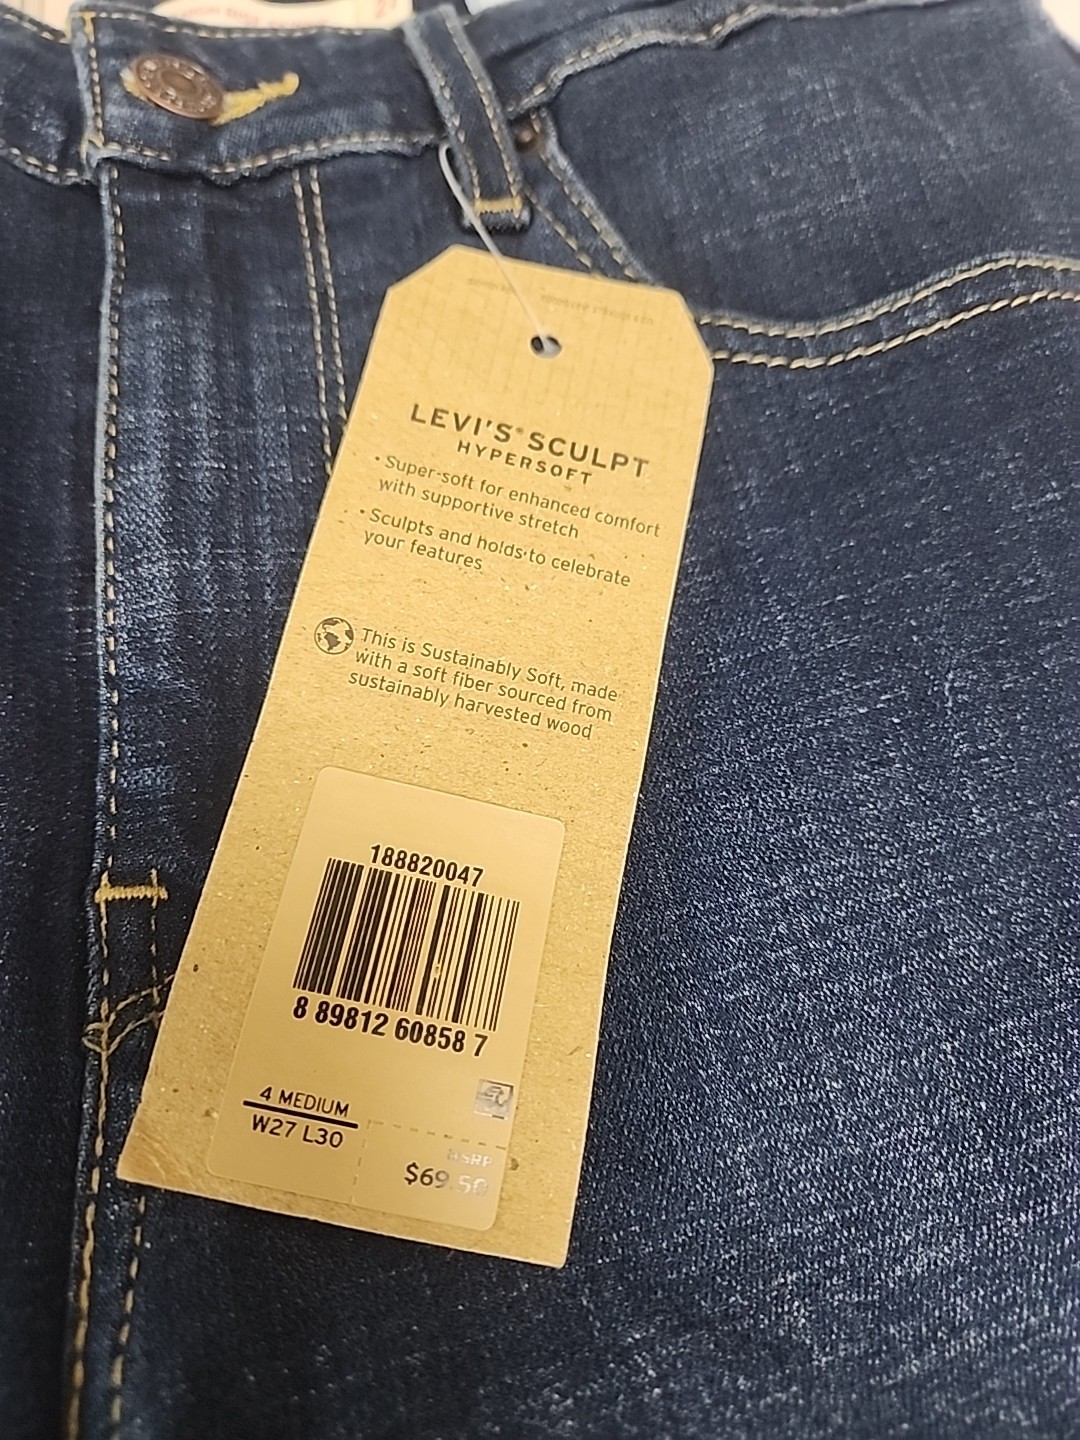 LEVI'S® SCULPT
HYPERSOFT
• Super-soft for enhanced comfort
with supportive stretch
• Sculpts and holds to celebrate
your features
This is Sustainably Soft, made
with a soft fiber sourced from
sustainably harvested wood
188820047
8 89812 60858 7
4 MEDIUM
W27 L30
MSRP
$69.50